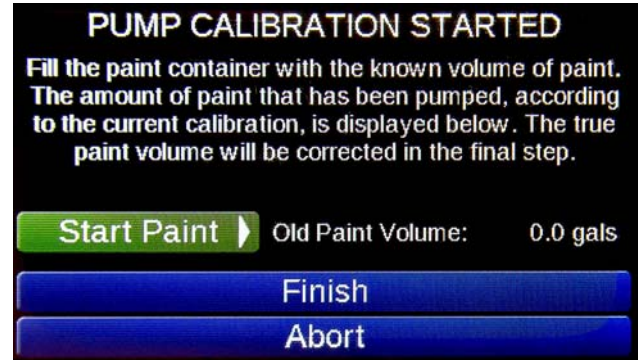 PUMP CALIBRATION STARTED
Fill the paint container with the known volume of paint.
The amount of paint that has been pumped, according
to the current calibration, is displayed below. The true
paint volume will be corrected in the final step.
Start Paint Old Paint Volume: 0.0 gals
Finish
Abort